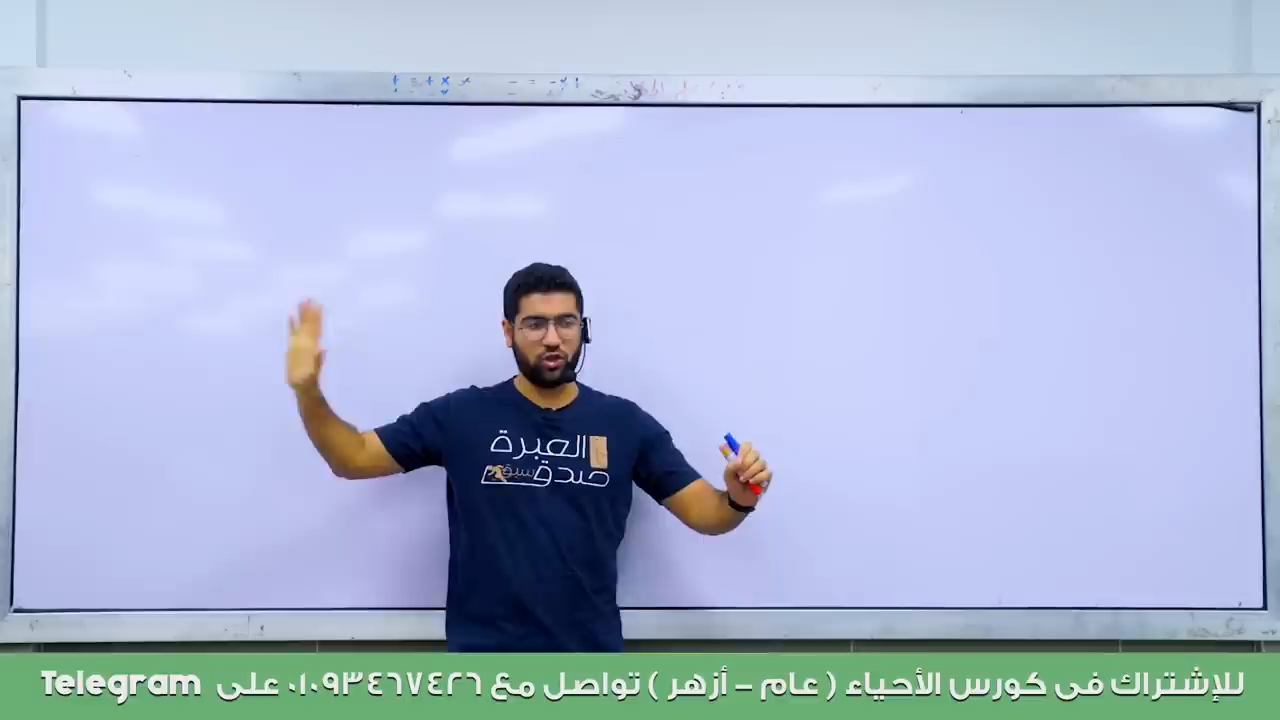 العبرة
صدق
للإشتراك فى كورس الأحياء ( عام - أزهر ) تواصل مع ٠١٠٩٣٤٦٧٤٢٦ على Telegram